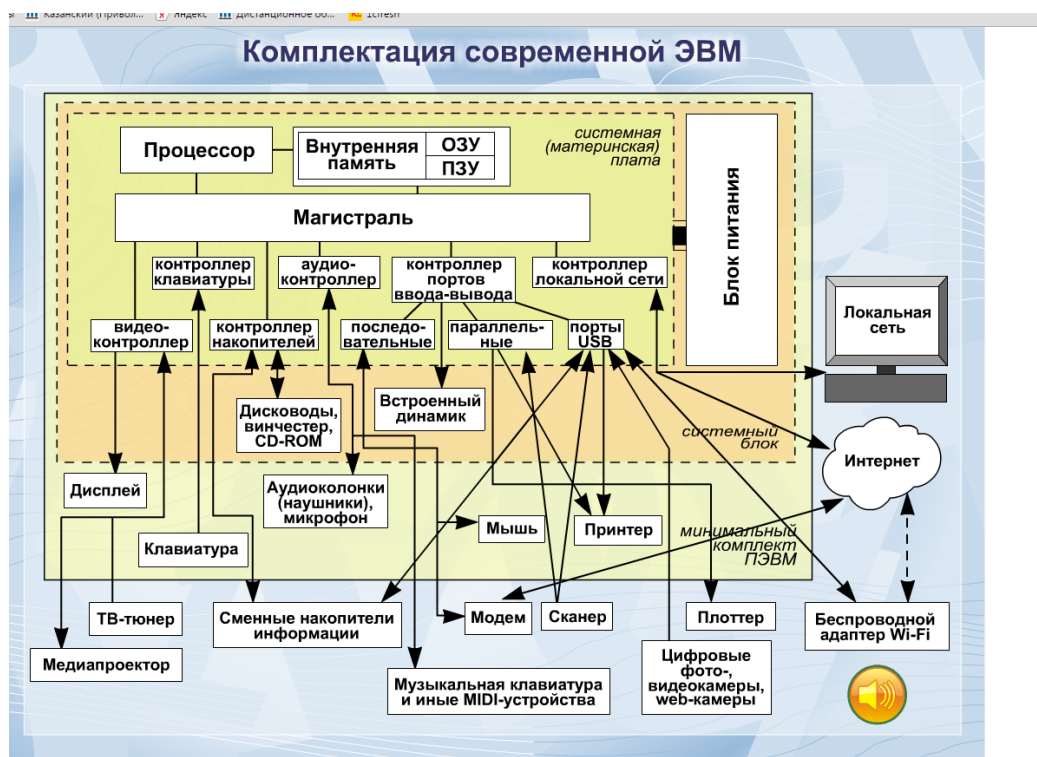 Казанский (Привол...
Яндекс
Дистанционное об...
1cfresh
Комплектация современной ЭВМ
системная
(материнская)
плата
Процессор
Внутренняя
память
ОЗУ
ПЗУ
Блок питания
Магистраль
контроллер
клавиатуры
аудио-
контроллер
контроллер
портов
ввода-вывода
контроллер
локальной сети
видео-
контроллер
контроллер
накопителей
последо-
вательные
параллель-
ные
порты
USB
Локальная
сеть
Дисководы,
винчестер,
CD-ROM
Встроенный
динамик
системный
блок
Интернет
Дисплей
Аудиоколонки
(наушники),
микрофон
Мышь
Принтер
минимальный
комплект
ПЭВМ
Клавиатура
ТВ-тюнер
Сменные накопители
информации
Модем
Сканер
Плоттер
Беспроводной
адаптер Wi-Fi
Медиапроектор
Музыкальная клавиатура
и иные MIDI-устройства
Цифровые
фото-,
видеокамеры,
web-камеры